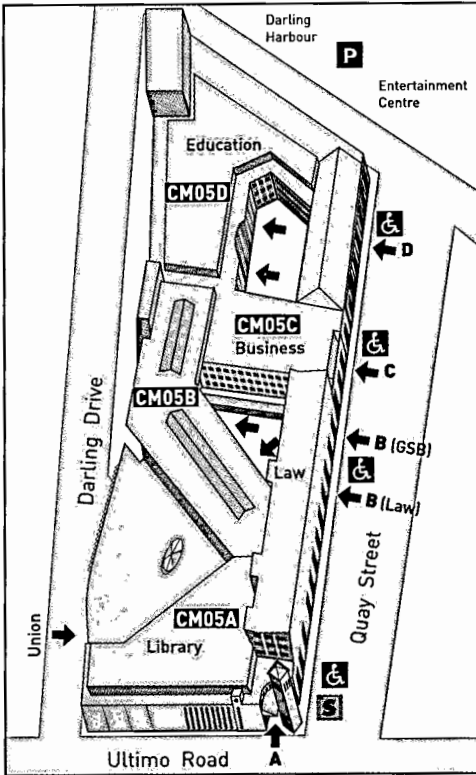 Darling
Harbour
P
Entertainment
Centre
Education
CM05D
D
CM05C
Business
C
CM05B
B (GSB)
Law
B (Law)
Darling Drive
Quay Street
CM05A
Library
Union
S
Ultimo Road
A